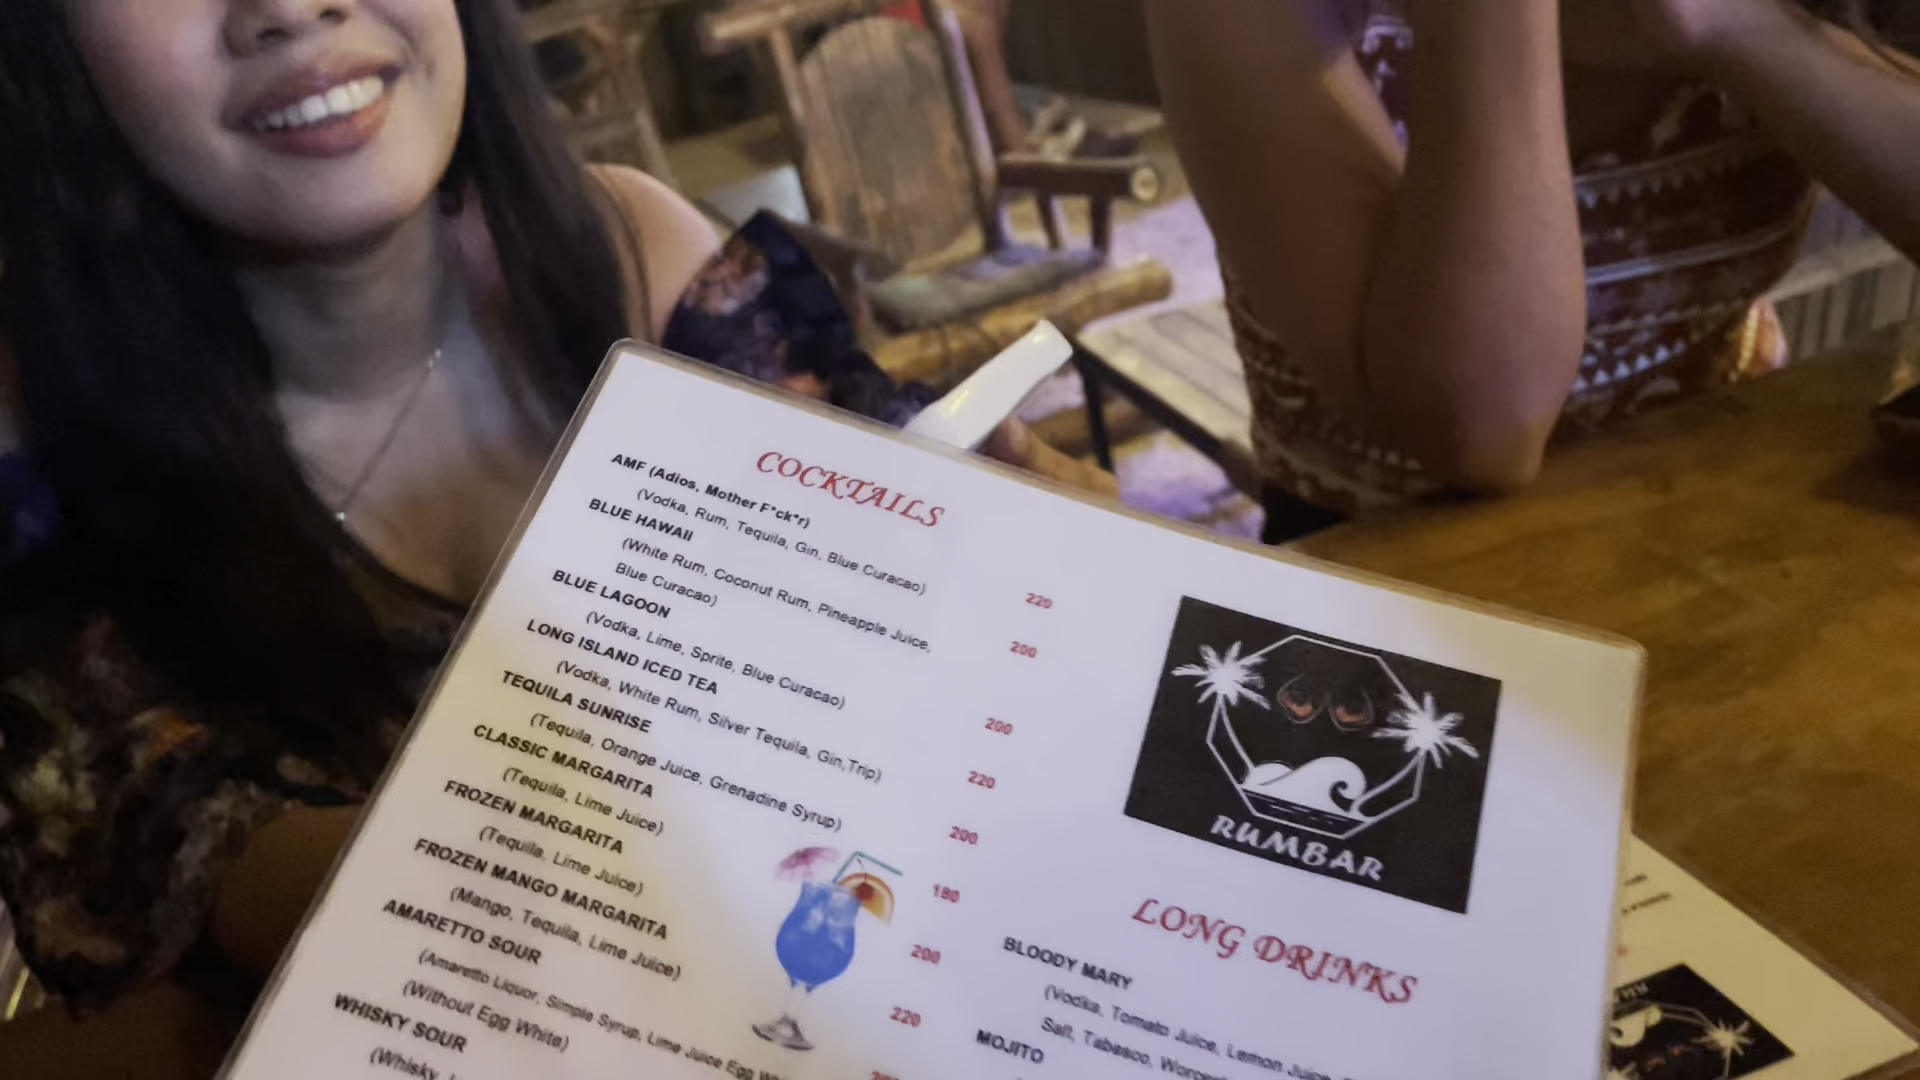 COCKTAILS
AMF (Adios, Mother F*ck*r)
(Vodka, Rum, Tequila, Gin, Blue Curacao) 220
BLUE HAWAII
(White Rum, Coconut Rum, Pineapple Juice, 200
Blue Curacao)
BLUE LAGOON
(Vodka, Lime, Sprite, Blue Curacao) 200
LONG ISLAND ICED TEA
(Vodka, White Rum, Silver Tequila, Gin,Trip) 220
TEQUILA SUNRISE
(Tequila, Orange Juice, Grenadine Syrup) 200
CLASSIC MARGARITA
(Tequila, Lime Juice) 180
FROZEN MARGARITA
(Tequila, Lime Juice) 200
FROZEN MANGO MARGARITA
(Mango, Tequila, Lime Juice) 220
AMARETTO SOUR
(Amaretto Liquor, Simple Syrup, Lime Juice Egg
(Without Egg White)
WHISKY SOUR
(Whisky,
RUMBAR
LONG DRINKS
BLOODY MARY
(Vodka, Tomato Juice, Lemon Juice,
Salt, Tabasco,
MOJITO